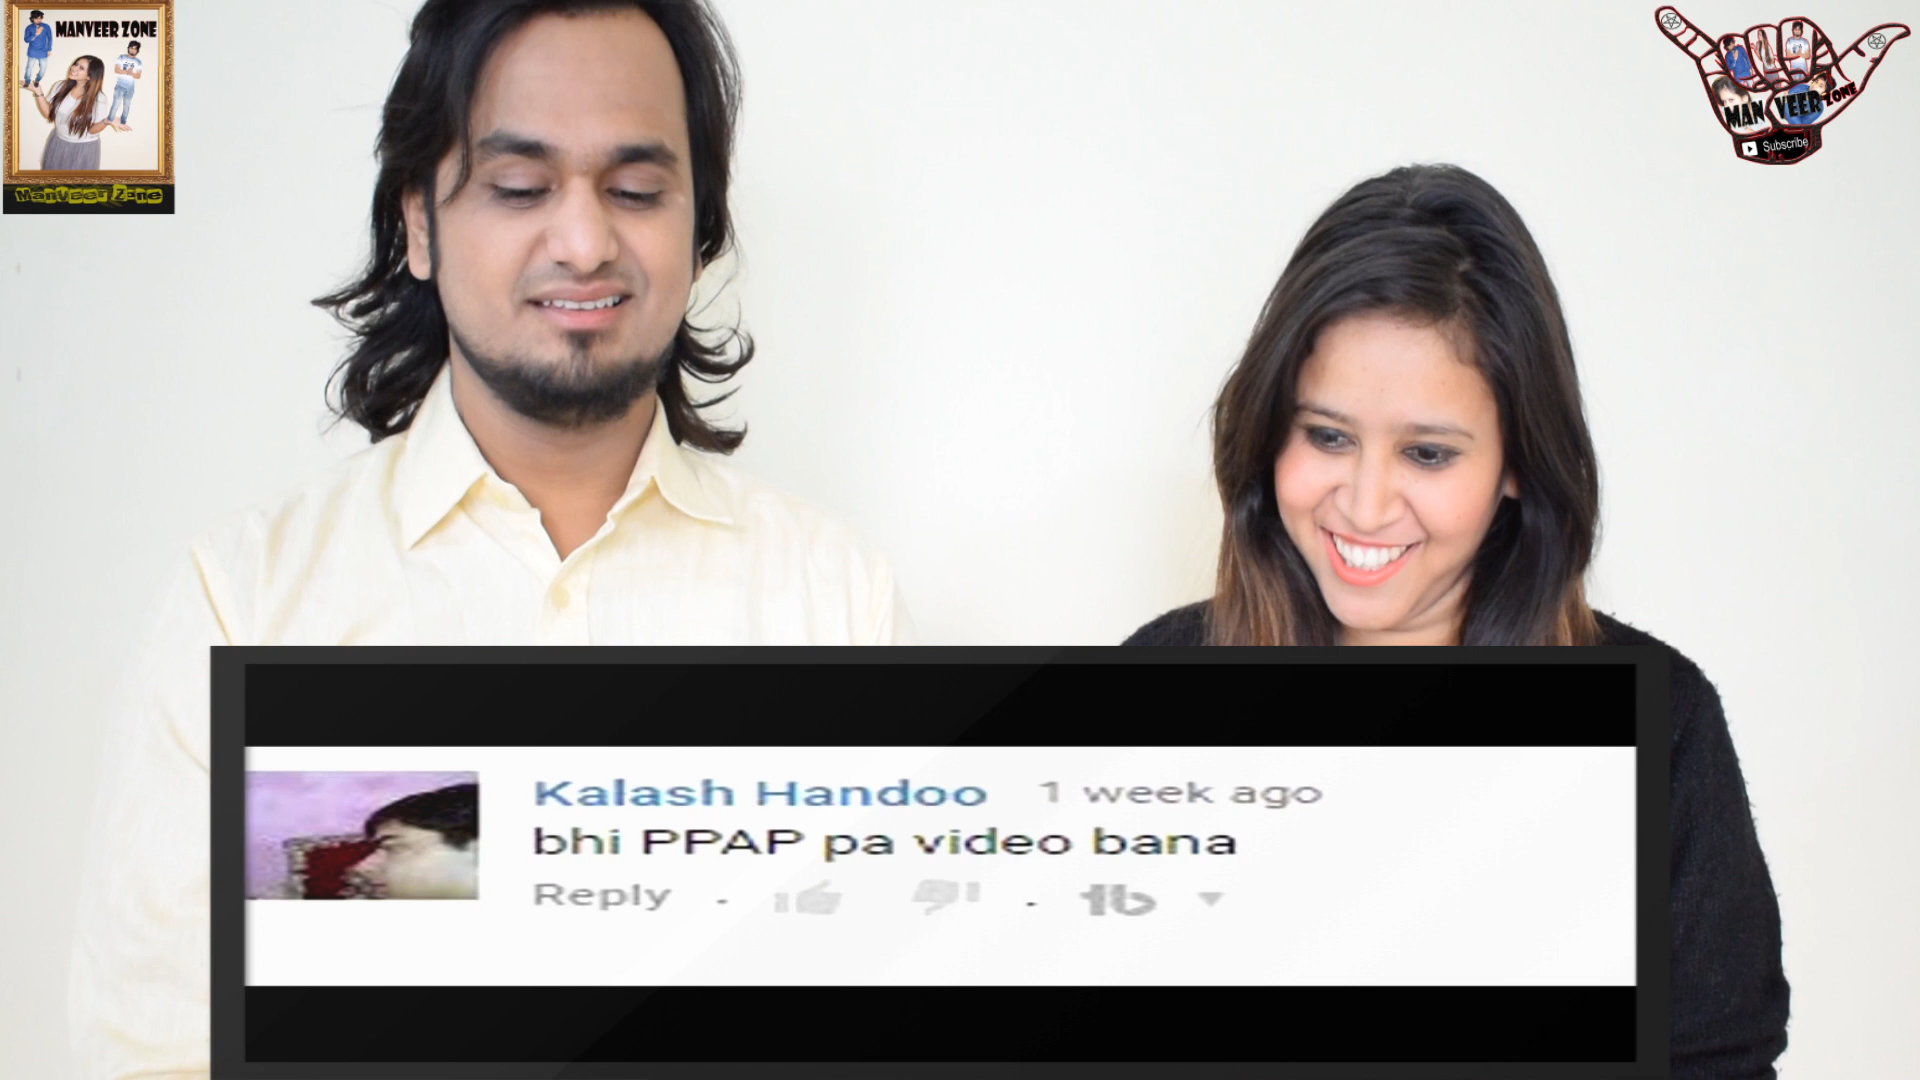 MANVEER ZONE
ManVeer Zone
MAN VEER ZONE
Subscribe
Kalash Handoo 1 week ago
bhi PPAP pa video bana
Reply